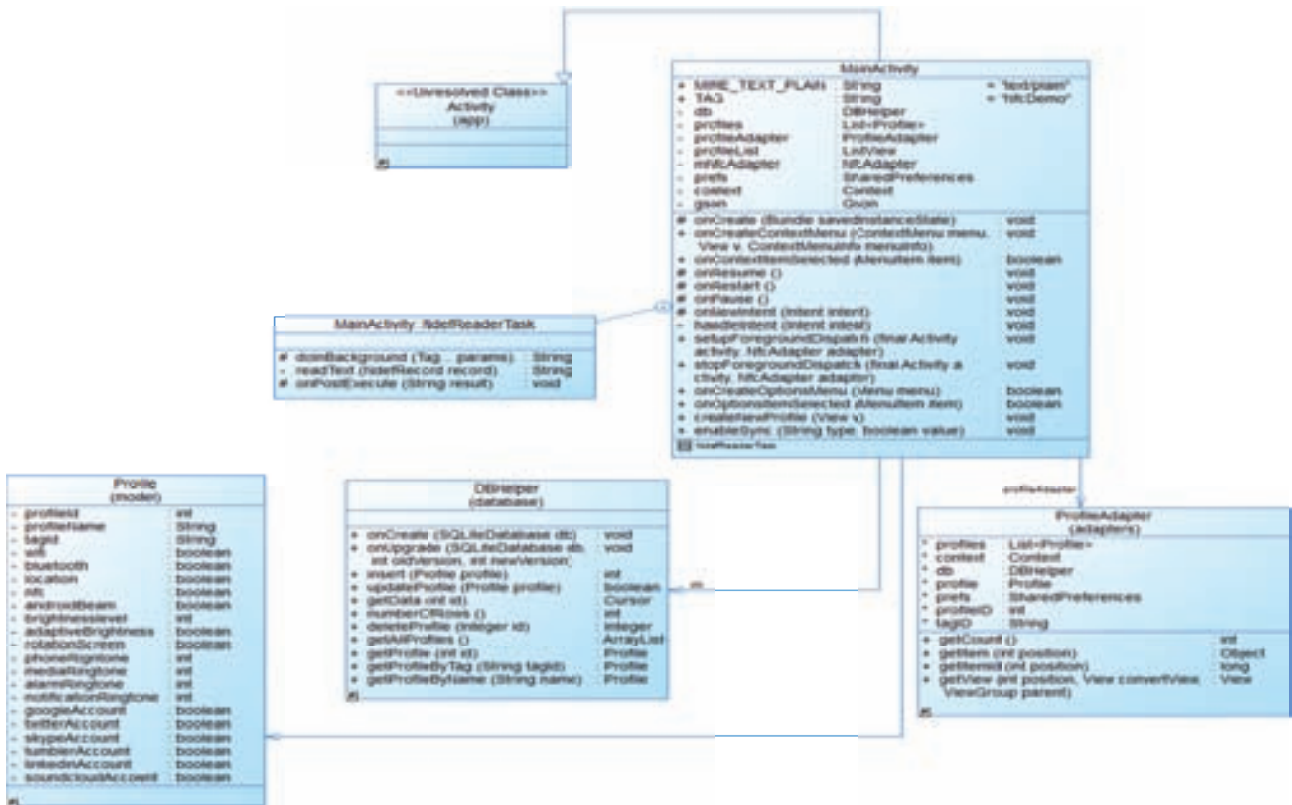 <<Unresolved Class>>
Activity
(app)
MainActivity
+ MIME_TEXT_PLAIN : String = "text/plain"
+ TAG : String = "NfcDemo"
- db : DBHelper
- profiles : List<Profile>
- profileAdapter : ProfileAdapter
- profileList : ListView
- mNfcAdapter : NfcAdapter
- prefs : SharedPreferences
- context : Context
- gson : Gson
# onCreate (Bundle savedInstanceState) : void
+ onCreateContextMenu (ContextMenu menu, : void
View v, ContextMenuInfo menuInfo)
+ onContextItemSelected (MenuItem item) : boolean
# onResume () : void
# onRestart () : void
# onPause () : void
# onNewIntent (Intent intent) : void
- handleIntent (Intent intent) : void
+ setupForegroundDispatch (final Activity : void
activity, NfcAdapter adapter)
+ stopForegroundDispatch (final Activity a : void
ctivity, NfcAdapter adapter)
+ onCreateOptionsMenu (Menu menu) : boolean
+ onOptionsItemSelected (MenuItem item) : boolean
+ createNewProfile (View v) : void
+ enableSync (String type, boolean value) : void
NdefReaderTask
MainActivity::NdefReaderTask
# doInBackground (Tag... params) : String
- readText (NdefRecord record) : String
# onPostExecute (String result) : void
Profile
(model)
- profileId : int
- profileName : String
- tagId : String
- wifi : boolean
- bluetooth : boolean
- location : boolean
- nfc : boolean
- androidBeam : boolean
- brightnesslevel : int
- adaptiveBrightness : boolean
- rotationScreen : boolean
- phoneRigntone : int
- mediaRingtone : int
- alarmRingtone : int
- notificationRingtone : int
- googleAccount : boolean
- twitterAccount : boolean
- skypeAccount : boolean
- tumblerAccount : boolean
- linkedinAccount : boolean
- soundcloudAccount : boolean
DBHelper
(database)
+ onCreate (SQLiteDatabase db) : void
+ onUpgrade (SQLiteDatabase db, : void
int oldVersion, int newVersion)
+ insert (Profile profile) : int
+ updateProfile (Profile profile) : boolean
+ getData (int id) : Cursor
+ numberOfRows () : int
+ deleteProfile (Integer id) : Integer
+ getAllProfiles () : ArrayList
+ getProfile (int id) : Profile
+ getProfileByTag (String tagId) : Profile
+ getProfileByName (String name) : Profile
db
profileAdapter
ProfileAdapter
(adapters)
* profiles : List<Profile>
* context : Context
* db : DBHelper
* profile : Profile
* prefs : SharedPreferences
* profileID : int
* tagID : String
+ getCount () : int
+ getItem (int position) : Object
+ getItemId (int position) : long
+ getView (int position, View convertView, : View
ViewGroup parent)